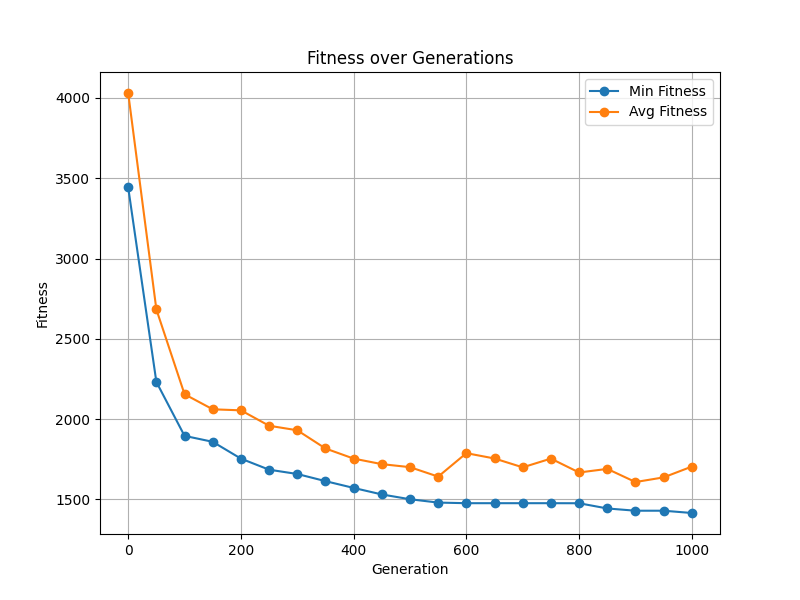 Fitness over Generations
Min Fitness
Avg Fitness
4000
3500
3000
2500
2000
1500
Fitness
0 200 400 600 800 1000
Generation